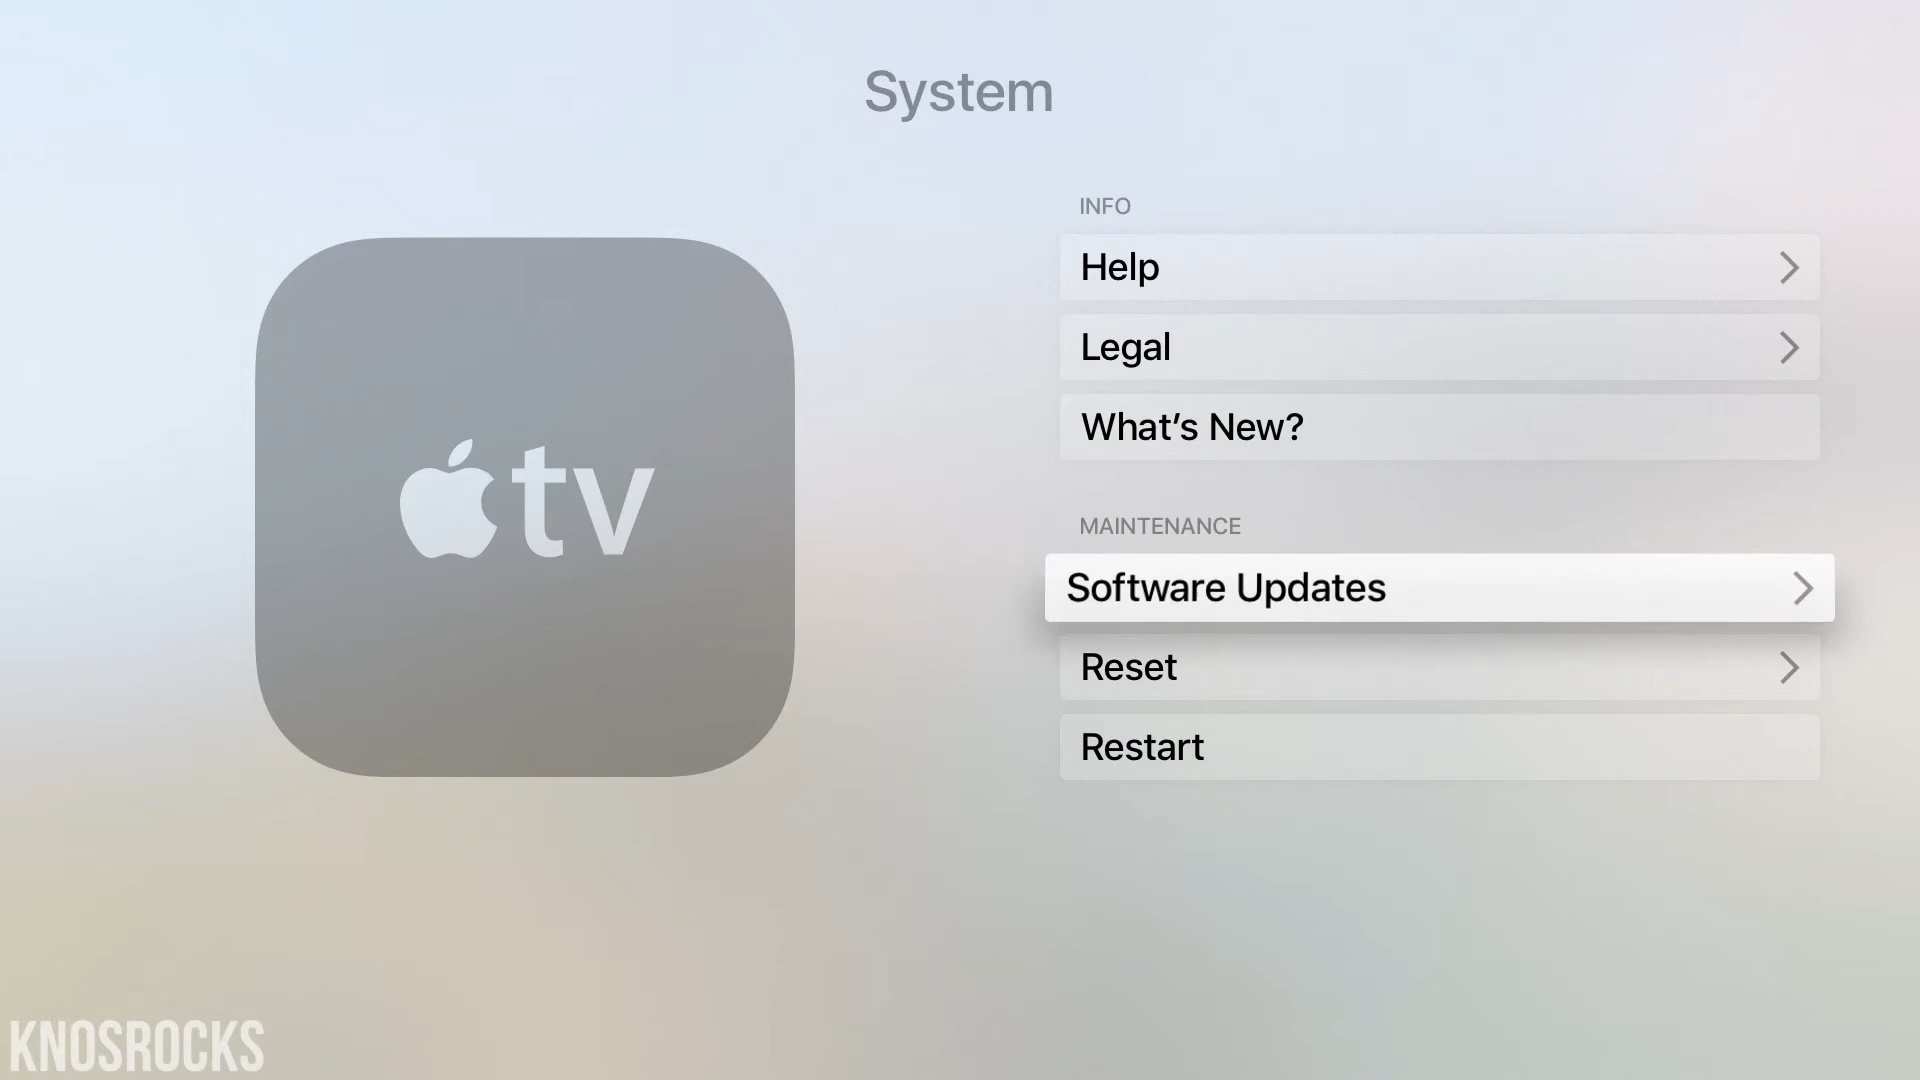 System
tv
INFO
Help
Legal
What's New?
MAINTENANCE
Software Updates
Reset
Restart
KNOSROCKS